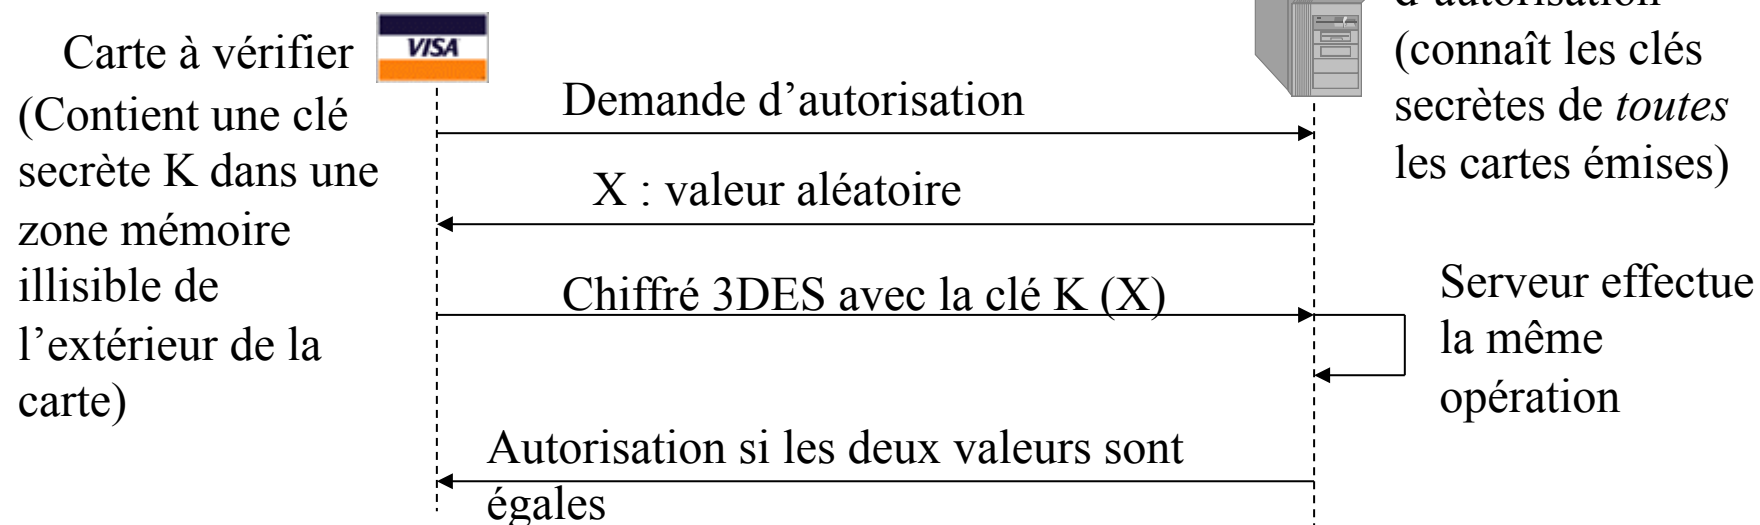 d’autorisation
Carte à vérifier
VISA
(connaît les clés
(Contient une clé
Demande d’autorisation
secrètes de toutes
secrète K dans une
les cartes émises)
X : valeur aléatoire
zone mémoire
illisible de
Chiffré 3DES avec la clé K (X)
Serveur effectue
l’extérieur de la
la même
carte)
opération
Autorisation si les deux valeurs sont
égales